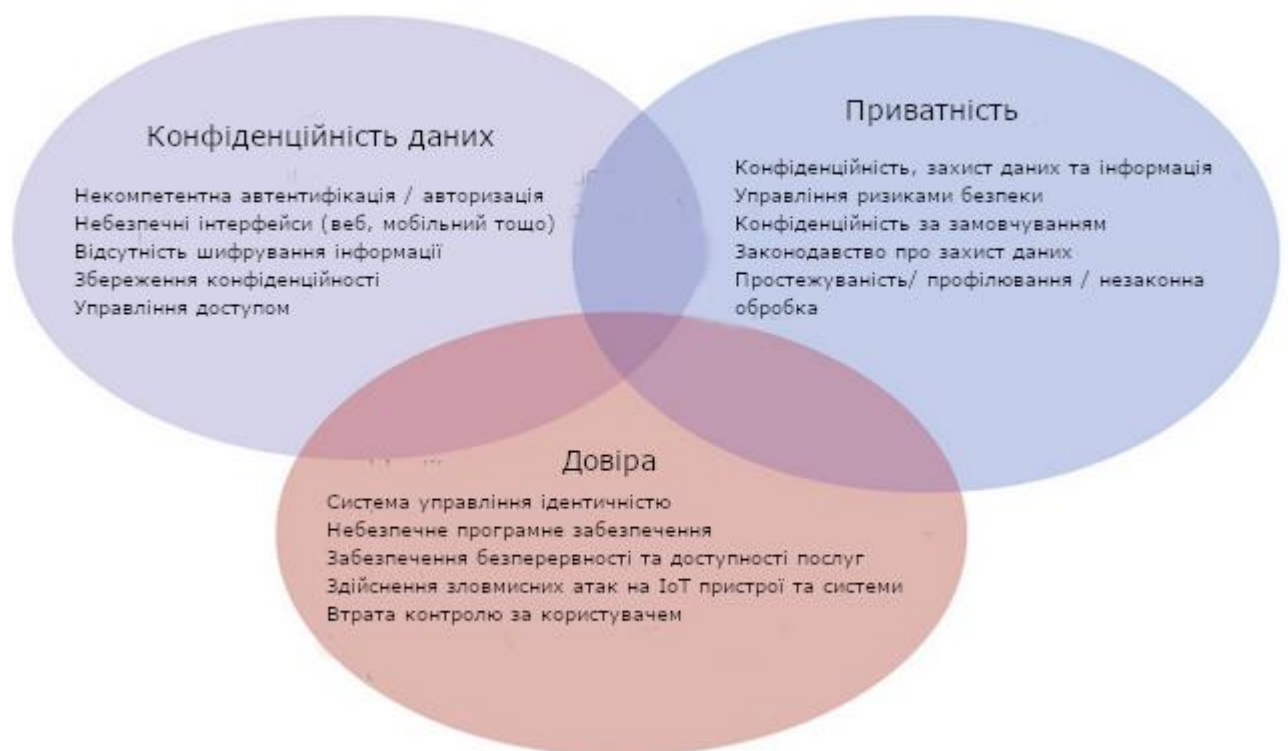 Конфіденційність даних
Некомпетентна автентифікація / авторизація
Небезпечні інтерфейси (веб, мобільний тощо)
Відсутність шифрування інформації
Збереження конфіденційності
Управління доступом
Приватність
Конфіденційність, захист даних та інформація
Управління ризиками безпеки
Конфіденційність за замовчуванням
Законодавство про захист даних
Простежуваність/ профілювання / незаконна
обробка
Довіра
Система управління ідентичністю
Небезпечне програмне забезпечення
Забезпечення безперервності та доступності послуг
Здійснення зловмисних атак на ІоТ пристрої та системи
Втрата контролю за користувачем